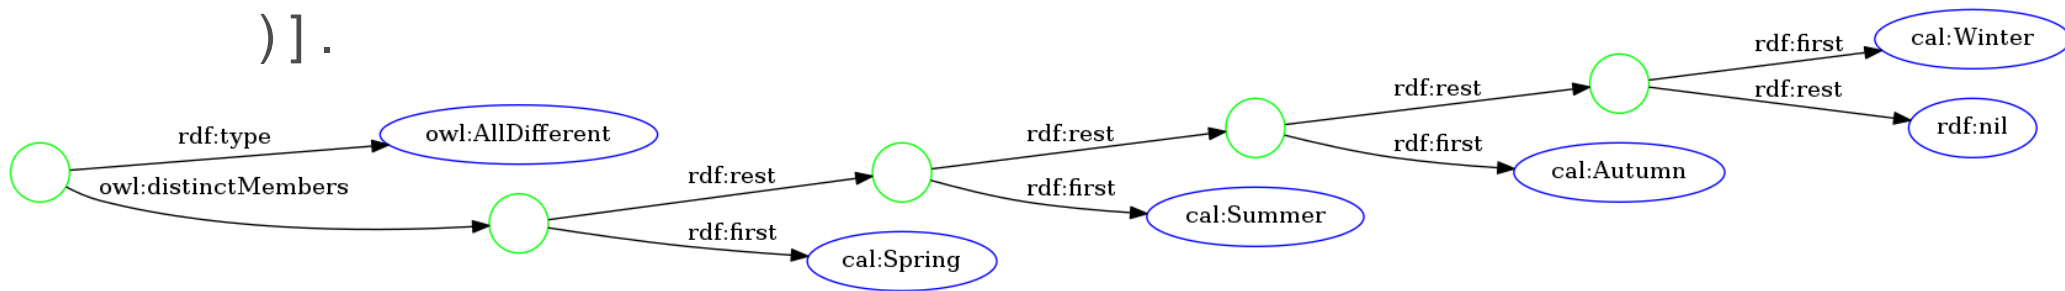 )] .
rdf:type
owl:AllDifferent
owl:distinctMembers
rdf:rest
rdf:first
cal:Spring
rdf:rest
rdf:first
cal:Summer
rdf:rest
rdf:first
cal:Autumn
rdf:first
cal:Winter
rdf:rest
rdf:nil